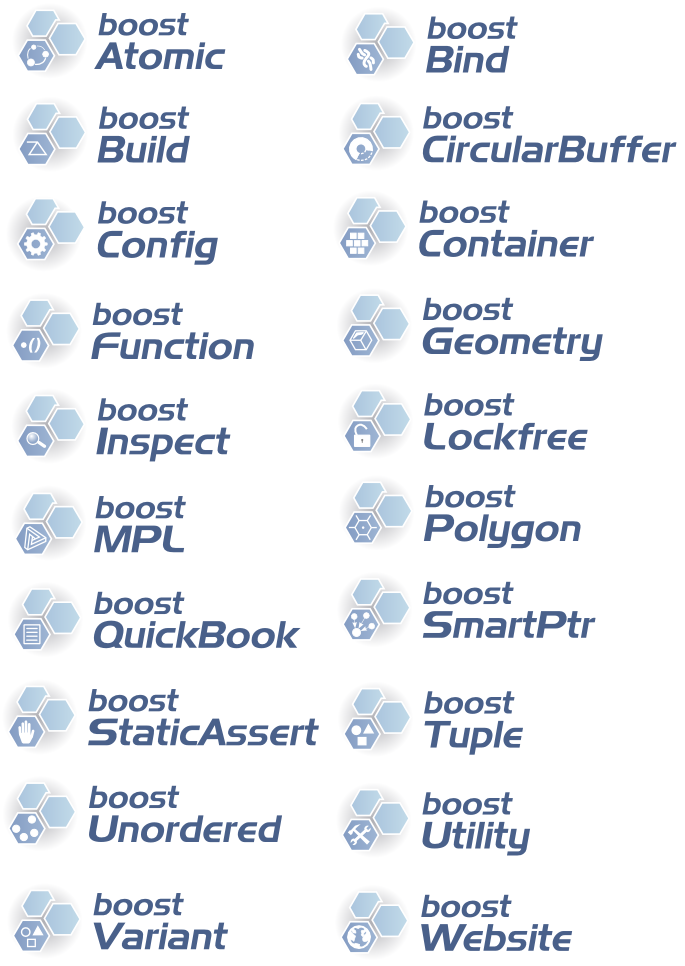 boost
Atomic
boost
Bind
boost
Build
boost
CircularBuffer
boost
Config
boost
Container
boost
Function
boost
Geometry
boost
Inspect
boost
Lockfree
boost
MPL
boost
Polygon
boost
QuickBook
boost
SmartPtr
boost
StaticAssert
boost
Tuple
boost
Unordered
boost
Utility
boost
Variant
boost
Website